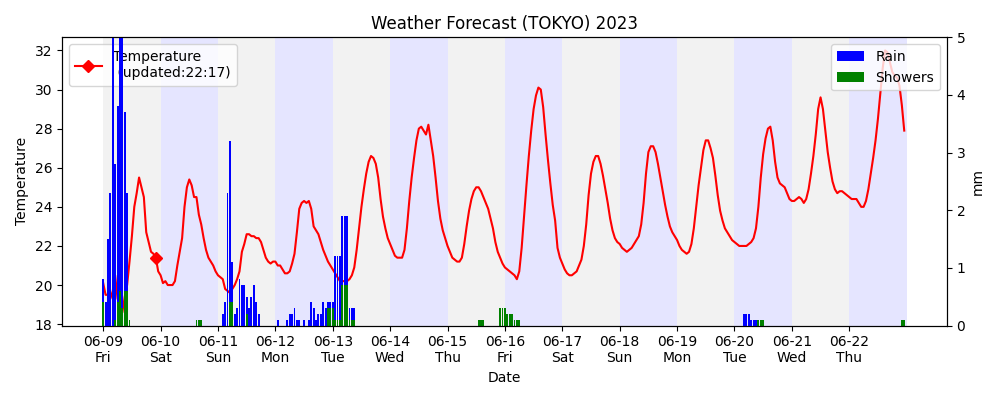 Weather Forecast (TOKYO) 2023
Temperature
(updated:22:17)
Rain
Showers
Temperature
32
30
28
26
24
22
20
18
5
4
3
2
1
0
mm
06-09 06-10 06-11 06-12 06-13 06-14 06-15 06-16 06-17 06-18 06-19 06-20 06-21 06-22
Fri Sat Sun Mon Tue Wed Thu Fri Sat Sun Mon Tue Wed Thu
Date